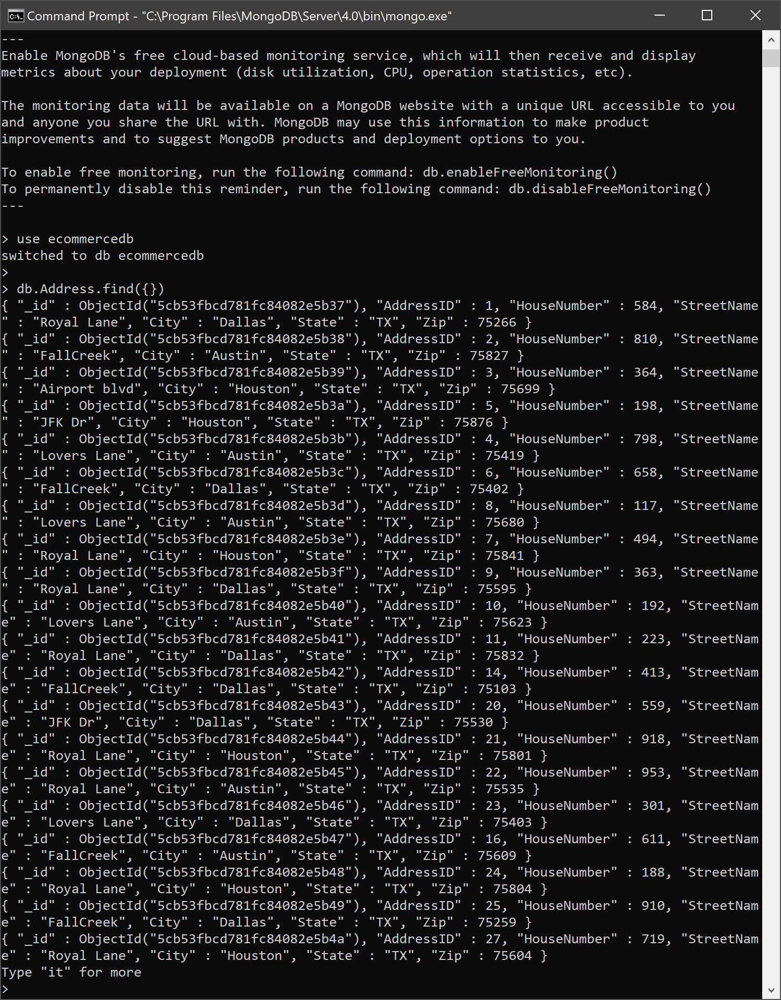 Command Prompt - "C:\Program Files\MongoDB\Server\4.0\bin\mongo.exe"
---
Enable MongoDB's free cloud-based monitoring service, which will then receive and display
metrics about your deployment (disk utilization, CPU, operation statistics, etc).

The monitoring data will be available on a MongoDB website with a unique URL accessible to you
and anyone you share the URL with. MongoDB may use this information to make product
improvements and to suggest MongoDB products and deployment options to you.

To enable free monitoring, run the following command: db.enableFreeMonitoring()
To permanently disable this reminder, run the following command: db.disableFreeMonitoring()
---

> use ecommercedb
switched to db ecommercedb
>
> db.Address.find({})
{ "_id" : ObjectId("5cb53fbcd781fc84082e5b37"), "AddressID" : 1, "HouseNumber" : 584, "StreetName
" : "Royal Lane", "City" : "Dallas", "State" : "TX", "Zip" : 75266 }
{ "_id" : ObjectId("5cb53fbcd781fc84082e5b38"), "AddressID" : 2, "HouseNumber" : 810, "StreetName
" : "FallCreek", "City" : "Austin", "State" : "TX", "Zip" : 75827 }
{ "_id" : ObjectId("5cb53fbcd781fc84082e5b39"), "AddressID" : 3, "HouseNumber" : 364, "StreetName
" : "Airport blvd", "City" : "Houston", "State" : "TX", "Zip" : 75699 }
{ "_id" : ObjectId("5cb53fbcd781fc84082e5b3a"), "AddressID" : 5, "HouseNumber" : 198, "StreetName
" : "JFK Dr", "City" : "Houston", "State" : "TX", "Zip" : 75876 }
{ "_id" : ObjectId("5cb53fbcd781fc84082e5b3b"), "AddressID" : 4, "HouseNumber" : 798, "StreetName
" : "Lovers Lane", "City" : "Austin", "State" : "TX", "Zip" : 75419 }
{ "_id" : ObjectId("5cb53fbcd781fc84082e5b3c"), "AddressID" : 6, "HouseNumber" : 658, "StreetName
" : "FallCreek", "City" : "Dallas", "State" : "TX", "Zip" : 75402 }
{ "_id" : ObjectId("5cb53fbcd781fc84082e5b3d"), "AddressID" : 8, "HouseNumber" : 117, "StreetName
" : "Lovers Lane", "City" : "Austin", "State" : "TX", "Zip" : 75680 }
{ "_id" : ObjectId("5cb53fbcd781fc84082e5b3e"), "AddressID" : 7, "HouseNumber" : 494, "StreetName
" : "Royal Lane", "City" : "Houston", "State" : "TX", "Zip" : 75841 }
{ "_id" : ObjectId("5cb53fbcd781fc84082e5b3f"), "AddressID" : 9, "HouseNumber" : 363, "StreetName
" : "Royal Lane", "City" : "Dallas", "State" : "TX", "Zip" : 75595 }
{ "_id" : ObjectId("5cb53fbcd781fc84082e5b40"), "AddressID" : 10, "HouseNumber" : 192, "StreetNam
e" : "Lovers Lane", "City" : "Austin", "State" : "TX", "Zip" : 75623 }
{ "_id" : ObjectId("5cb53fbcd781fc84082e5b41"), "AddressID" : 11, "HouseNumber" : 223, "StreetNam
e" : "Royal Lane", "City" : "Dallas", "State" : "TX", "Zip" : 75832 }
{ "_id" : ObjectId("5cb53fbcd781fc84082e5b42"), "AddressID" : 14, "HouseNumber" : 413, "StreetNam
e" : "FallCreek", "City" : "Dallas", "State" : "TX", "Zip" : 75103 }
{ "_id" : ObjectId("5cb53fbcd781fc84082e5b43"), "AddressID" : 20, "HouseNumber" : 559, "StreetNam
e" : "JFK Dr", "City" : "Dallas", "State" : "TX", "Zip" : 75530 }
{ "_id" : ObjectId("5cb53fbcd781fc84082e5b44"), "AddressID" : 21, "HouseNumber" : 918, "StreetNam
e" : "Royal Lane", "City" : "Houston", "State" : "TX", "Zip" : 75801 }
{ "_id" : ObjectId("5cb53fbcd781fc84082e5b45"), "AddressID" : 22, "HouseNumber" : 953, "StreetNam
e" : "Royal Lane", "City" : "Austin", "State" : "TX", "Zip" : 75535 }
{ "_id" : ObjectId("5cb53fbcd781fc84082e5b46"), "AddressID" : 23, "HouseNumber" : 301, "StreetNam
e" : "Lovers Lane", "City" : "Dallas", "State" : "TX", "Zip" : 75403 }
{ "_id" : ObjectId("5cb53fbcd781fc84082e5b47"), "AddressID" : 16, "HouseNumber" : 611, "StreetNam
e" : "FallCreek", "City" : "Austin", "State" : "TX", "Zip" : 75609 }
{ "_id" : ObjectId("5cb53fbcd781fc84082e5b48"), "AddressID" : 24, "HouseNumber" : 188, "StreetNam
e" : "Royal Lane", "City" : "Houston", "State" : "TX", "Zip" : 75804 }
{ "_id" : ObjectId("5cb53fbcd781fc84082e5b49"), "AddressID" : 25, "HouseNumber" : 910, "StreetNam
e" : "FallCreek", "City" : "Dallas", "State" : "TX", "Zip" : 75259 }
{ "_id" : ObjectId("5cb53fbcd781fc84082e5b4a"), "AddressID" : 27, "HouseNumber" : 719, "StreetNam
e" : "Royal Lane", "City" : "Houston", "State" : "TX", "Zip" : 75604 }
Type "it" for more
>